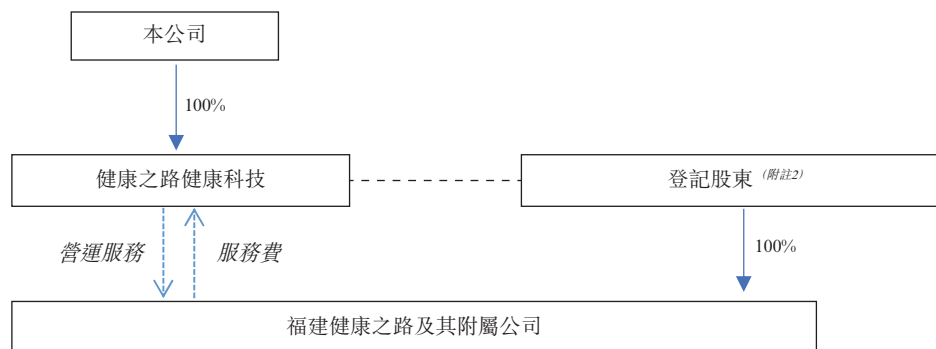 本公司
100%
健康之路健康科技
登記股東 (附註2)
營運服務
服務費
100%
福建健康之路及其附屬公司